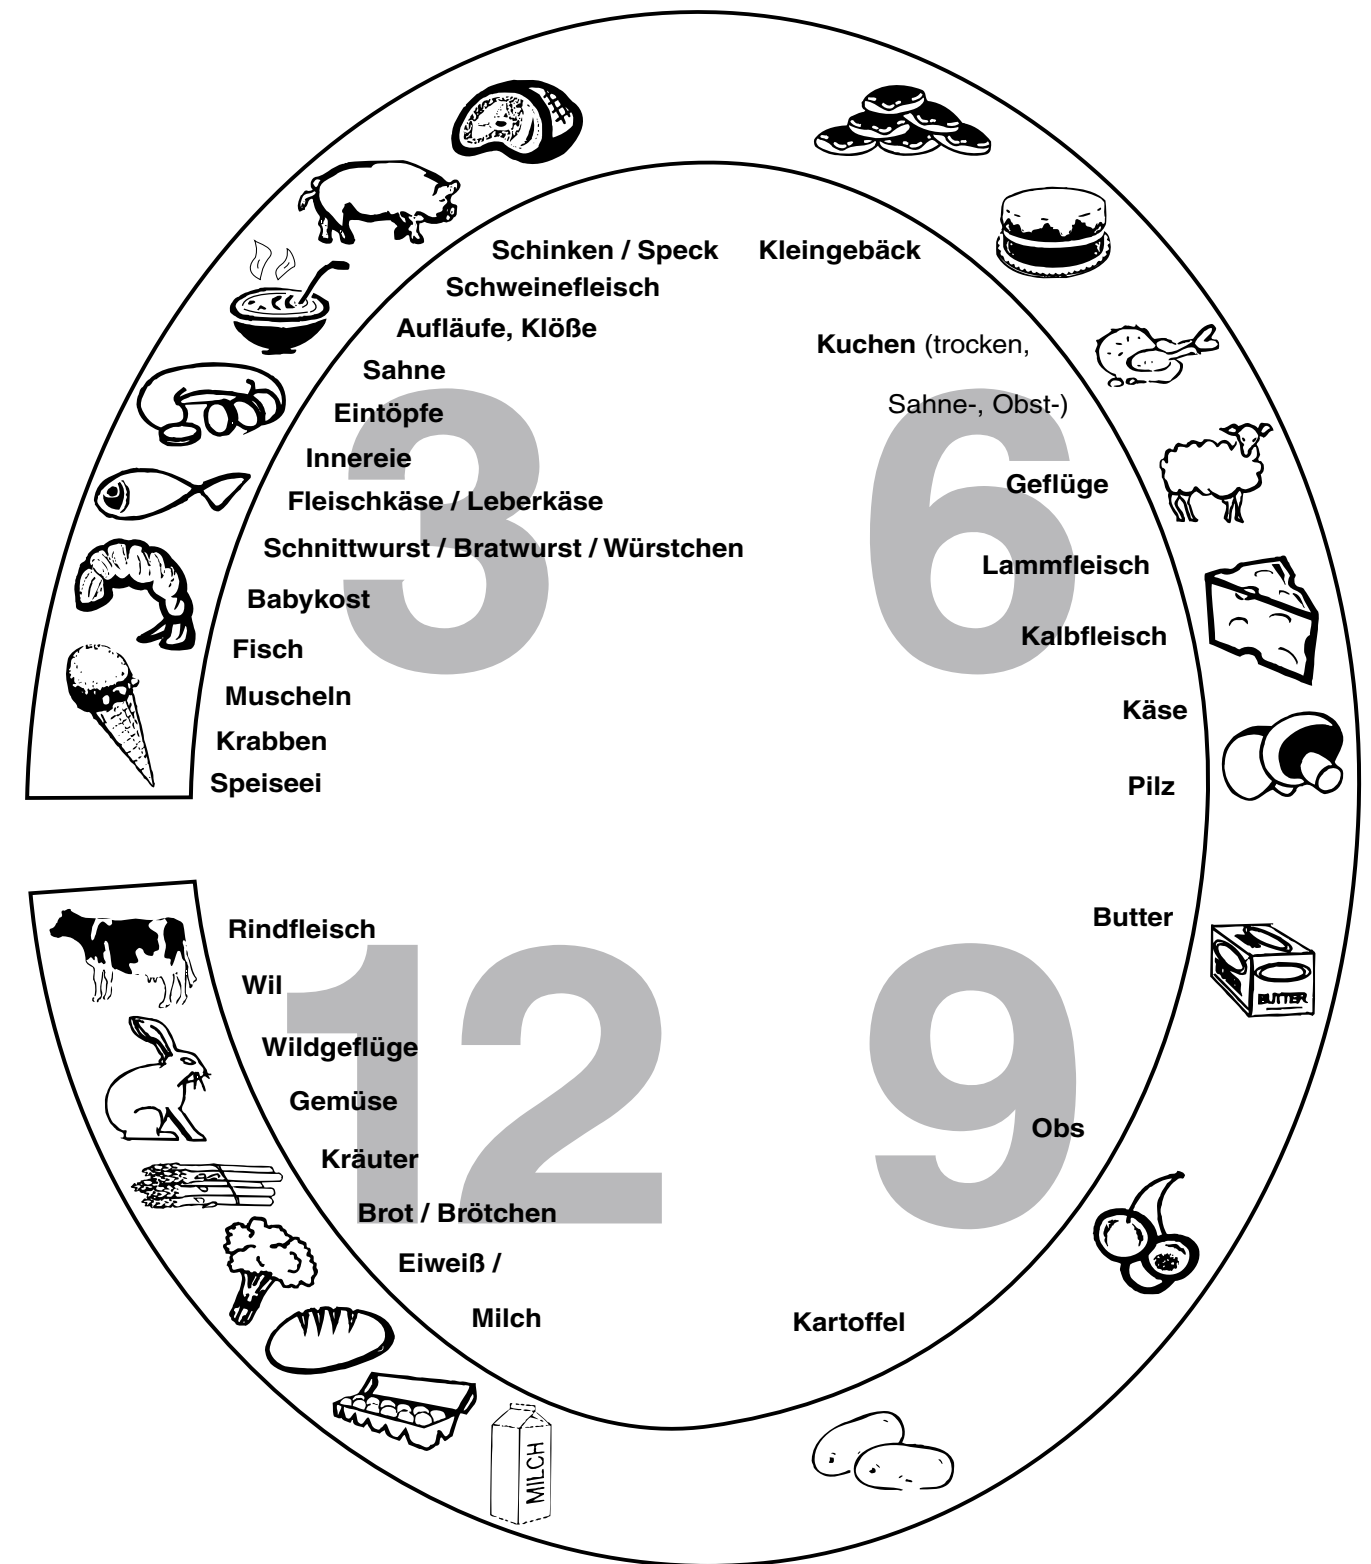 Schinken / Speck
Schweinefleisch
Aufläufe, Klöße
Sahne
Eintöpfe
Innereie
Fleischkäse / Leberkäse
Schnittwurst / Bratwurst / Würstchen
Babykost
Fisch
Muscheln
Krabben
Speiseei
3
Kleingebäck
Kuchen (trocken,
Sahne-, Obst-)
Geflüge
Lammfleisch
Kalbfleisch
Käse
Pilz
6
Rindfleisch
Wil
Wildgeflüge
Gemüse
Kräuter
Brot / Brötchen
Eiweiß /
Milch
12
MILCH
Butter
BUTTER
Obs
Kartoffel
9